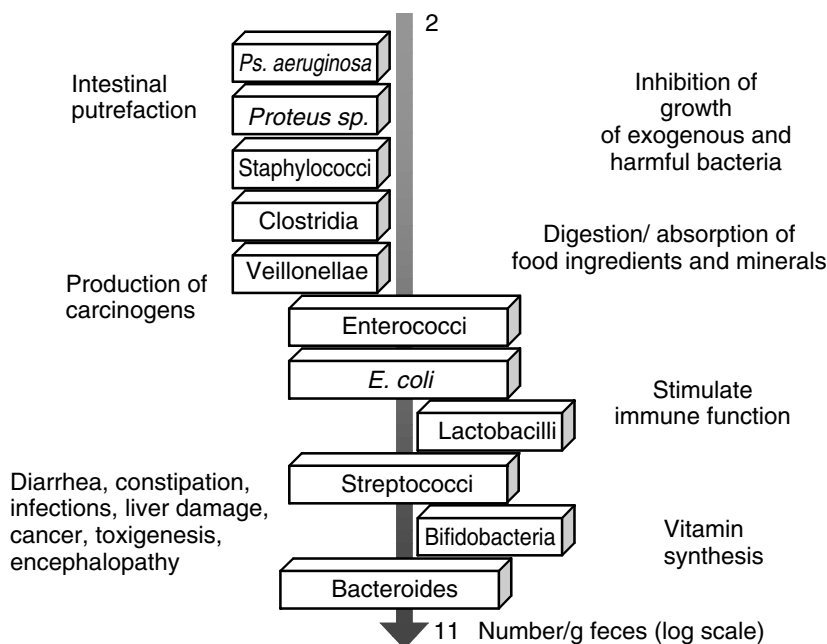 2
Ps. aeruginosa
Intestinal
putrefaction
Proteus sp.
Inhibition of
growth
of exogenous and
harmful bacteria
Staphylococci
Clostridia
Digestion/ absorption of
food ingredients and minerals
Veillonellae
Production of
carcinogens
Enterococci
E. coli
Stimulate
immune function
Lactobacilli
Diarrhea, constipation,
infections, liver damage,
cancer, toxigenesis,
encephalopathy
Streptococci
Bifidobacteria
Vitamin
synthesis
Bacteroides
11 Number/g feces (log scale)